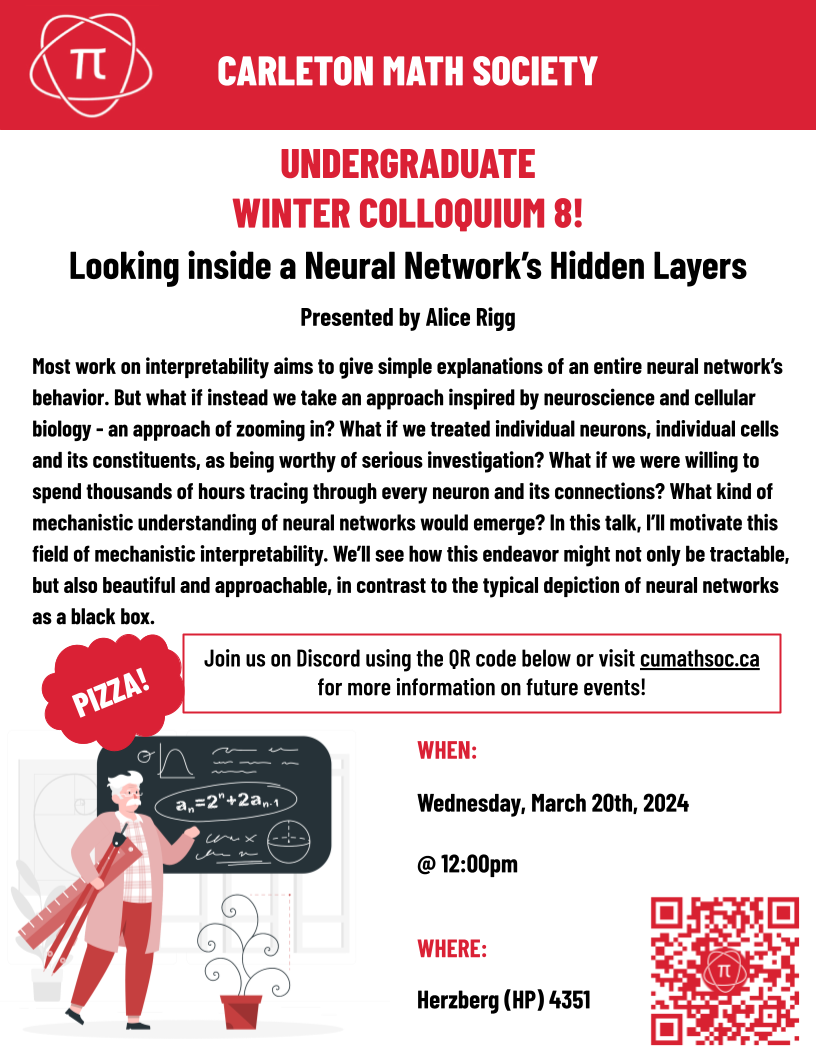 π
CARLETON MATH SOCIETY
UNDERGRADUATE
WINTER COLLOQUIUM 8!
Looking inside a Neural Network's Hidden Layers
Presented by Alice Rigg
Most work on interpretability aims to give simple explanations of an entire neural network's
behavior. But what if instead we take an approach inspired by neuroscience and cellular
biology - an approach of zooming in? What if we treated individual neurons, individual cells
and its constituents, as being worthy of serious investigation? What if we were willing to
spend thousands of hours tracing through every neuron and its connections? What kind of
mechanistic understanding of neural networks would emerge? In this talk, I'll motivate this
field of mechanistic interpretability. We'll see how this endeavor might not only be tractable,
but also beautiful and approachable, in contrast to the typical depiction of neural networks
as a black box.
PIZZA!
Join us on Discord using the QR code below or visit cumathsoc.ca
for more information on future events!
aₙ=2ⁿ+2aₙ₋₁
WHEN:
Wednesday, March 20th, 2024
@ 12:00pm
WHERE:
Herzberg (HP) 4351
π